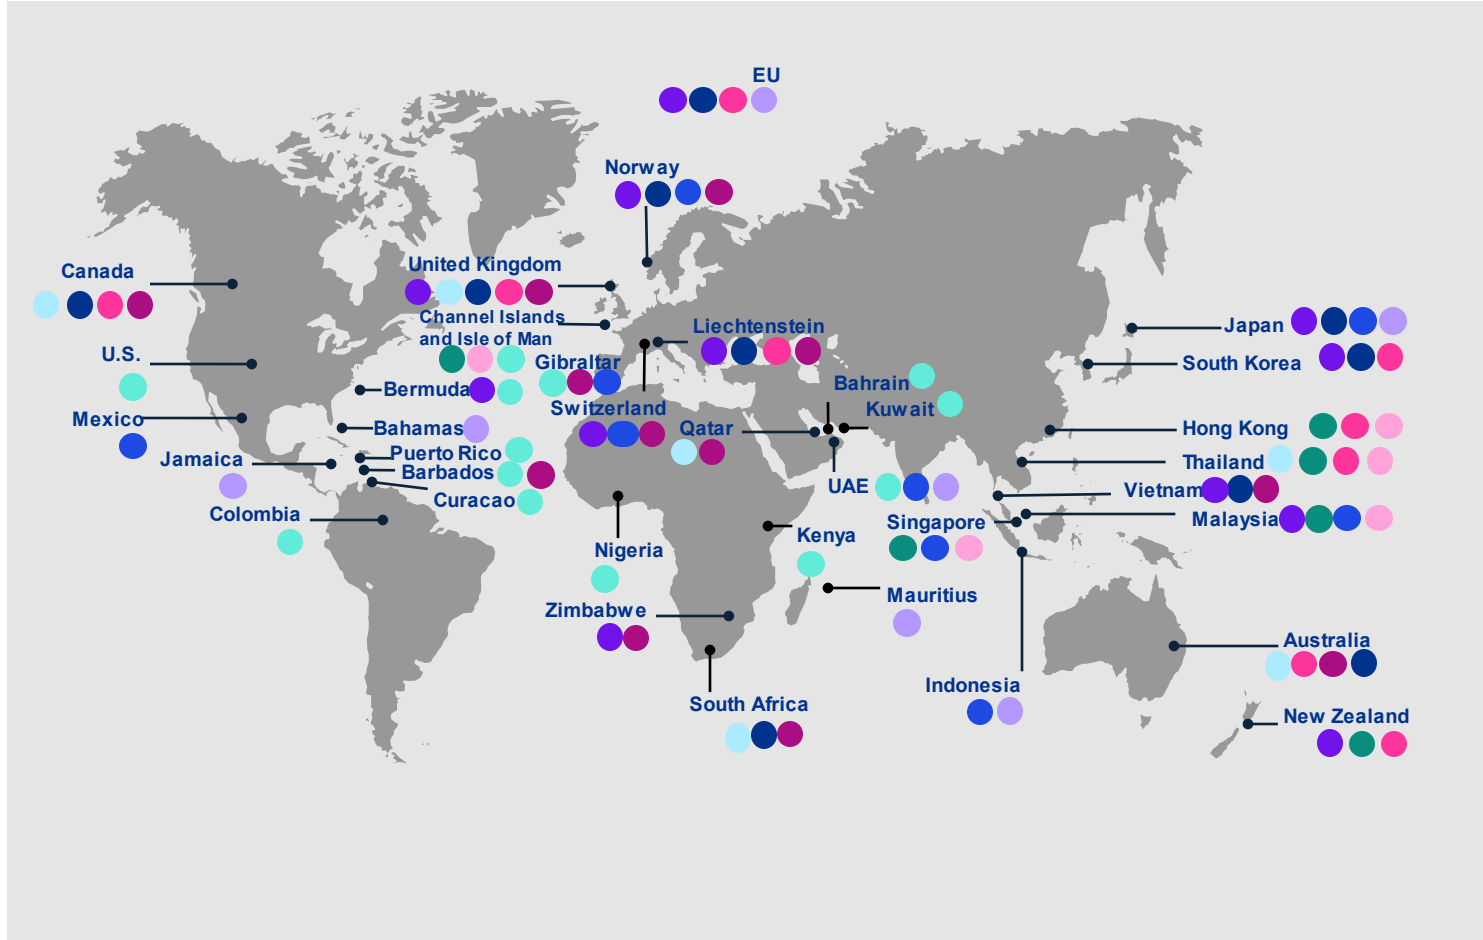 EU
Norway
Canada
United Kingdom
Channel Islands
and Isle of Man
Liechtenstein
Japan
U.S.
Gibraltar
South Korea
Bermuda
Bahrain
Kuwait
Mexico
Switzerland
Bahamas
Qatar
Hong Kong
Jamaica
Puerto Rico
Barbados
Thailand
Curacao
UAE
Vietnam
Colombia
Singapore
Malaysia
Nigeria
Kenya
Zimbabwe
Mauritius
Australia
Indonesia
South Africa
New Zealand